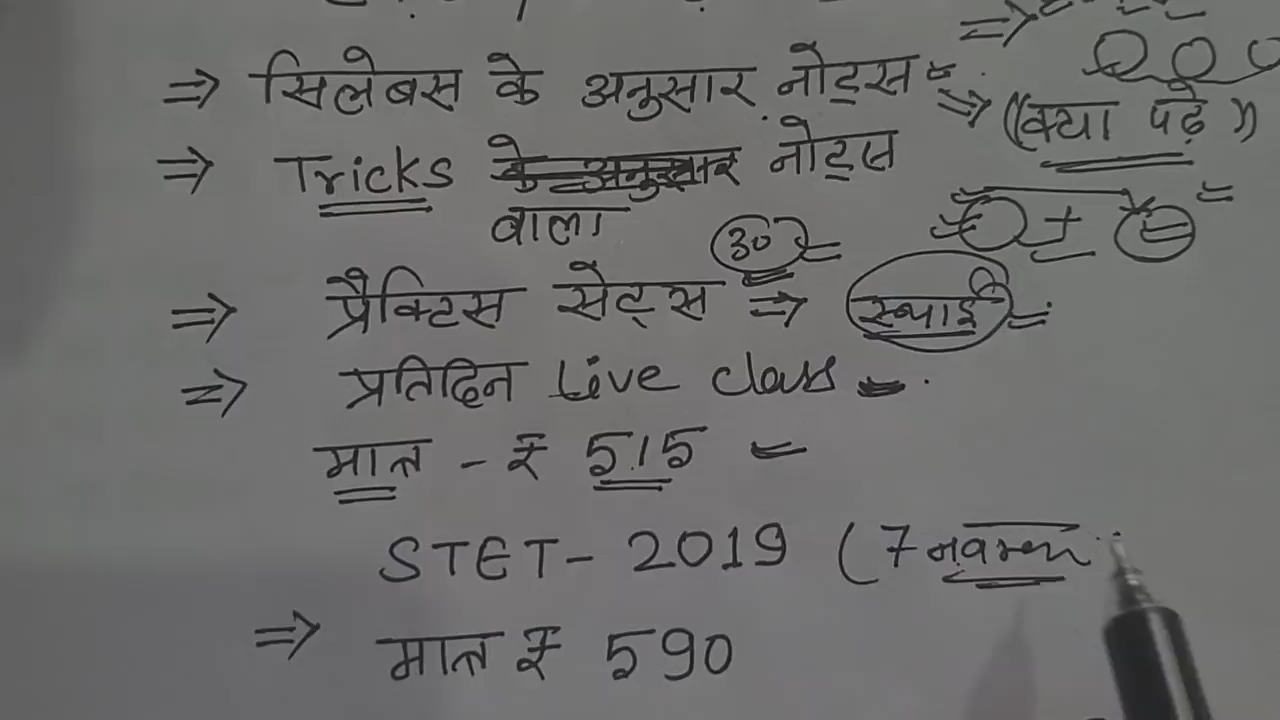 ⇒ सिलेबस के अनुसार नोट्स
⇒ (क्या पढ़े)
⇒ Tricks के अनुसार नोट्स
वाला
30
⇒ प्रैक्टिस सेट्स ⇒ स्थाई
⇒ प्रतिदिन Live class
मात्र - ₹ 515
STET - 2019 (7 नवम्बर
⇒ मात्र ₹ 590